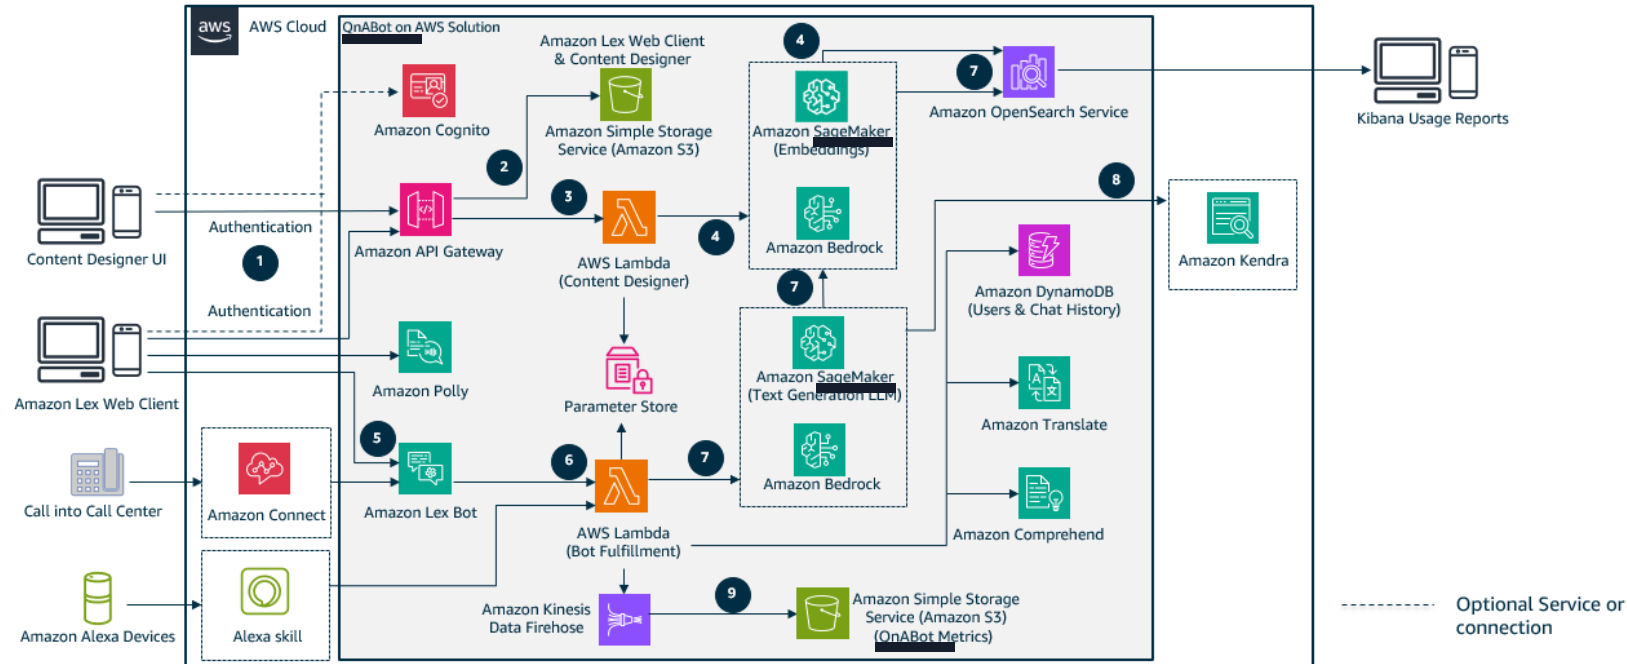 aws
AWS Cloud
QnABot on AWS Solution
Amazon Cognito
Amazon Lex Web Client
& Content Designer
Amazon Simple Storage
Service (Amazon S3)
4
7
Amazon SageMaker
(Embeddings)
Amazon OpenSearch Service
Kibana Usage Reports
2
3
4
8
Content Designer UI
Authentication
1
Authentication
Amazon API Gateway
AWS Lambda
(Content Designer)
Amazon Bedrock
7
Amazon DynamoDB
(Users & Chat History)
Amazon Kendra
Amazon Lex Web Client
Amazon Polly
Parameter Store
Amazon SageMaker
(Text Generation LLM)
Amazon Translate
5
6
7
Amazon Bedrock
Call into Call Center
Amazon Connect
Amazon Lex Bot
AWS Lambda
(Bot Fulfillment)
Amazon Comprehend
Amazon Alexa Devices
Alexa skill
Amazon Kinesis
Data Firehose
9
Amazon Simple Storage
Service (Amazon S3)
(QnABot Metrics)
Optional Service or
connection